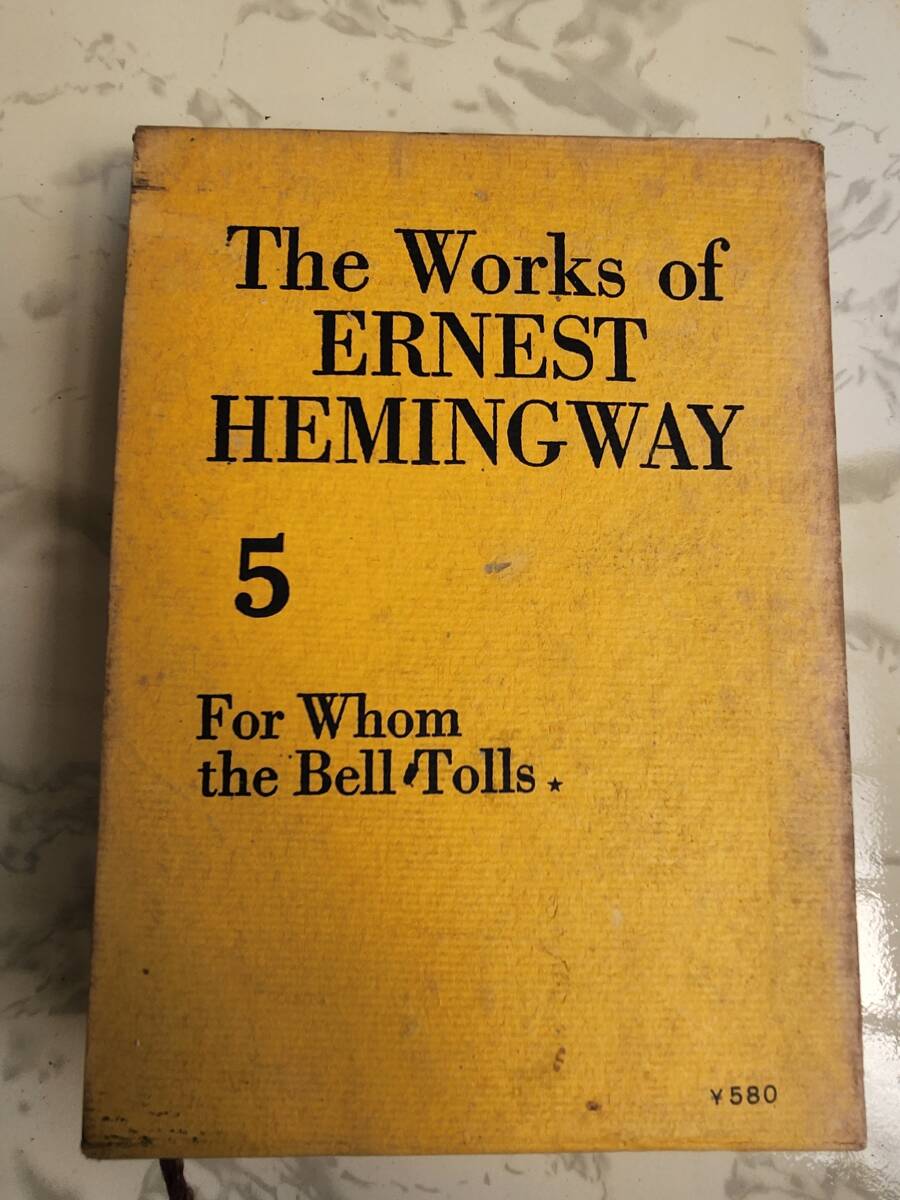 The Works of
ERNEST
HEMINGWAY
5
For Whom
the Bell Tolls ★
¥580